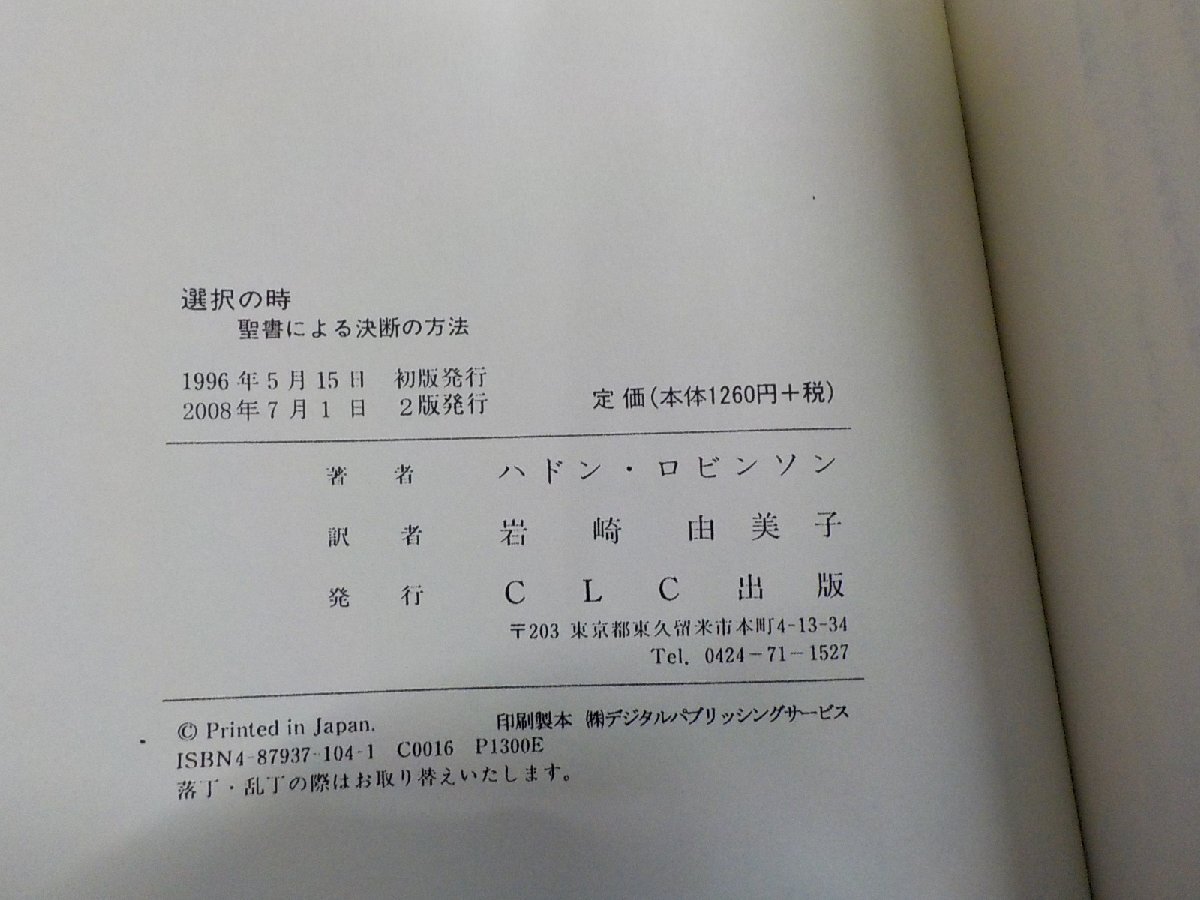 選択の時
聖書による決断の方法
1996年5月15日 初版発行
2008年7月1日 2版発行
定価(本体1260円+税)
著者 ハドン・ロビンソン
訳者 岩崎由美子
発行 CLC出版
〒203 東京都東久留米市本町4-13-34
Tel. 0424-71-1527
© Printed in Japan. 印刷製本 ㈱デジタルパブリッシングサービス
ISBN4-87937-104-1 C0016 P1300E
落丁・乱丁の際はお取り替えいたします。